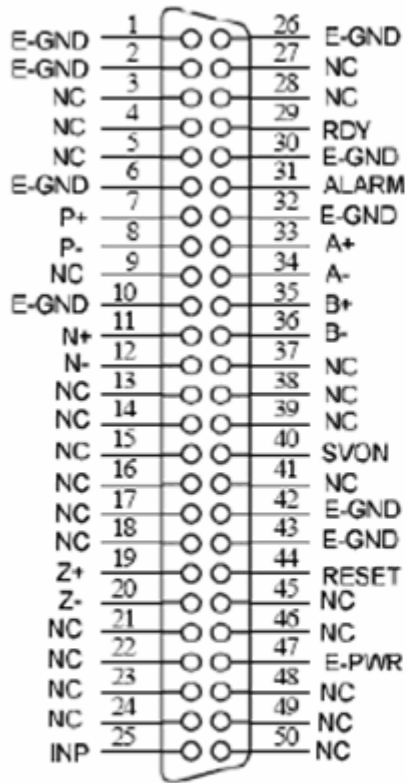 E-GND 1 26 E-GND
E-GND 2 27 NC
NC 3 28 NC
NC 4 29 RDY
NC 5 30 E-GND
E-GND 6 31 ALARM
P+ 7 32 E-GND
P- 8 33 A+
NC 9 34 A-
E-GND 10 35 B+
N+ 11 36 B-
N- 12 37 NC
NC 13 38 NC
NC 14 39 NC
NC 15 40 SVON
NC 16 41 NC
NC 17 42 E-GND
NC 18 43 E-GND
Z+ 19 44 RESET
Z- 20 45 NC
NC 21 46 NC
NC 22 47 E-PWR
NC 23 48 NC
NC 24 49 NC
INP 25 50 NC